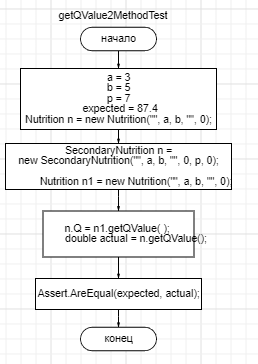 getQValue2MethodTest
начало
a = 3
b = 5
p = 7
expected = 87.4
Nutrition n = new Nutrition("", a, b, "", 0);
SecondaryNutrition n =
new SecondaryNutrition("", a, b, "", 0, p, 0);
Nutrition n1 = new Nutrition("", a, b, "", 0);
n.Q = n1.getQValue( );
double actual = n.getQValue();
Assert.AreEqual(expected, actual);
конец